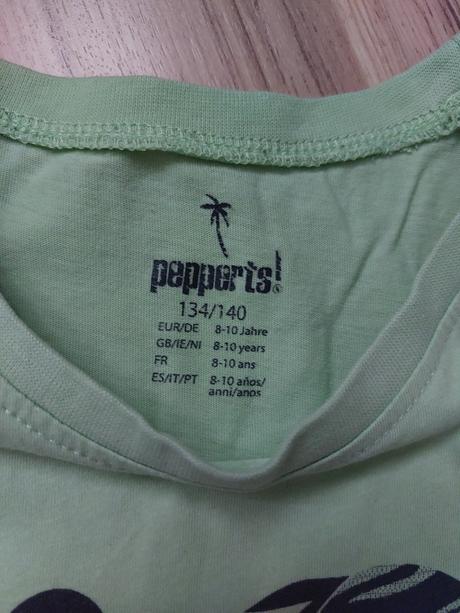 pepperts!
134/140
EUR/DE 8-10 Jahre
GB/IE/NI 8-10 years
FR 8-10 ans
ES/IT/PT 8-10 años/
anni/anos